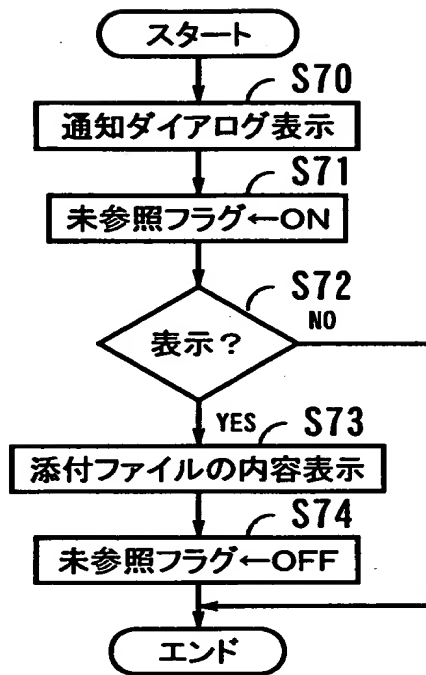 スタート
S70
通知ダイアログ表示
S71
未参照フラグ←ON
S72
表示？
NO
YES
S73
添付ファイルの内容表示
S74
未参照フラグ←OFF
エンド